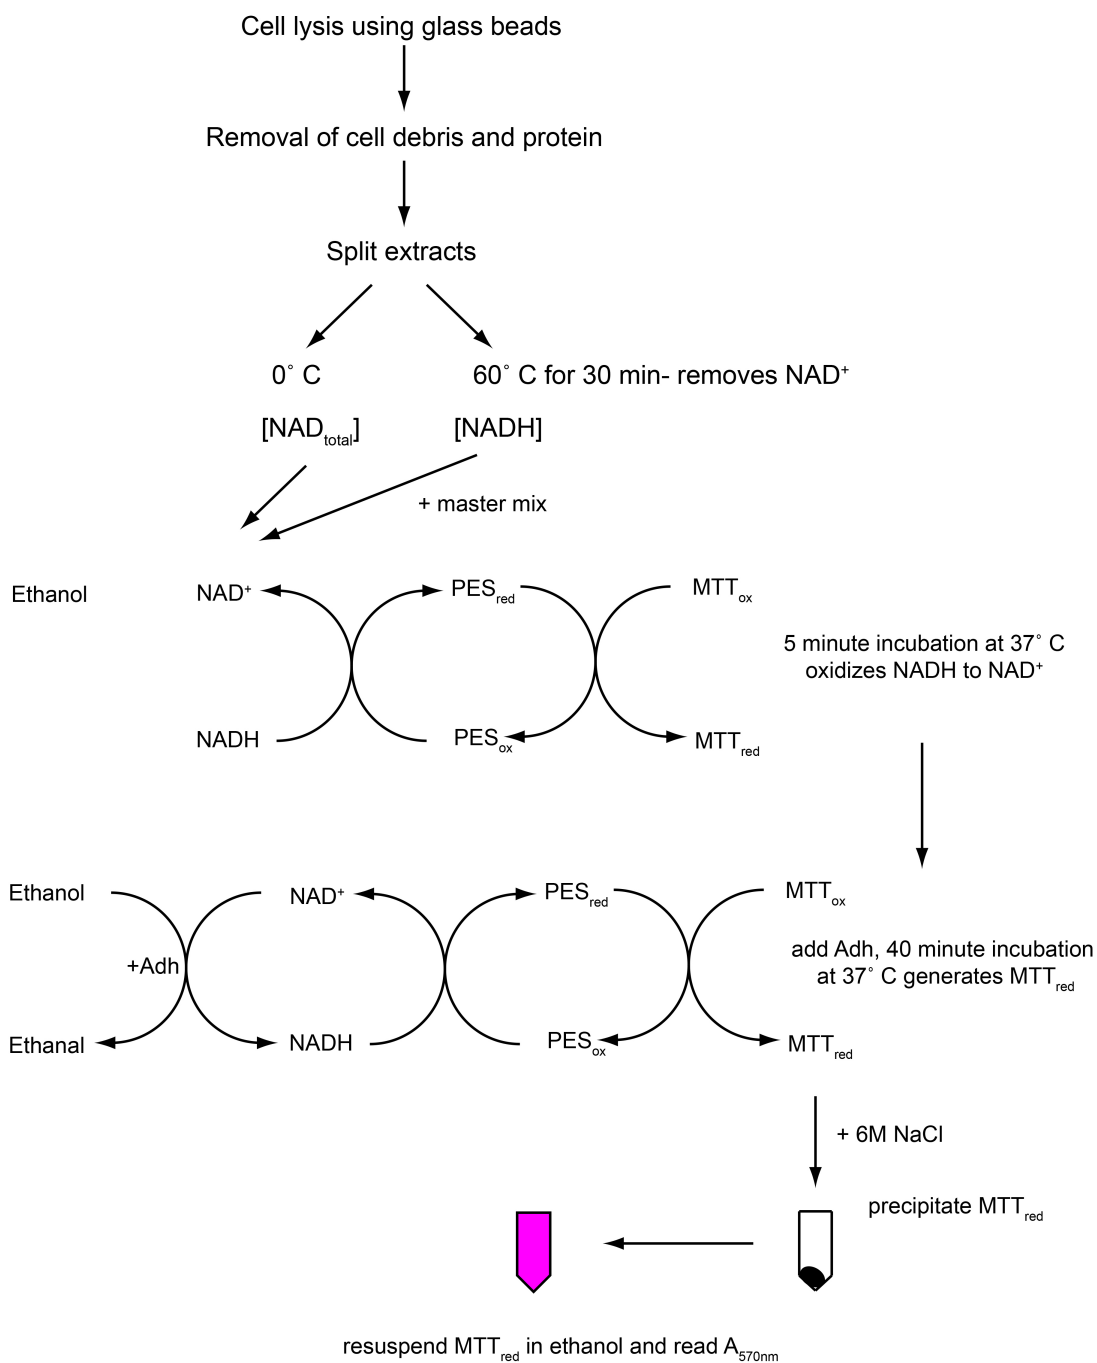 Cell lysis using glass beads
Removal of cell debris and protein
Split extracts
0˚ C
60˚ C for 30 min- removes NAD+
[NADtotal]
[NADH]
+ master mix
Ethanol
NAD+
PESred
MTTox
5 minute incubation at 37˚ C
oxidizes NADH to NAD+
NADH
PESox
MTTred
Ethanol
NAD+
PESred
MTTox
+Adh
add Adh, 40 minute incubation
at 37˚ C generates MTTred
Ethanal
NADH
PESox
MTTred
+ 6M NaCl
precipitate MTTred
resuspend MTTred in ethanol and read A570nm